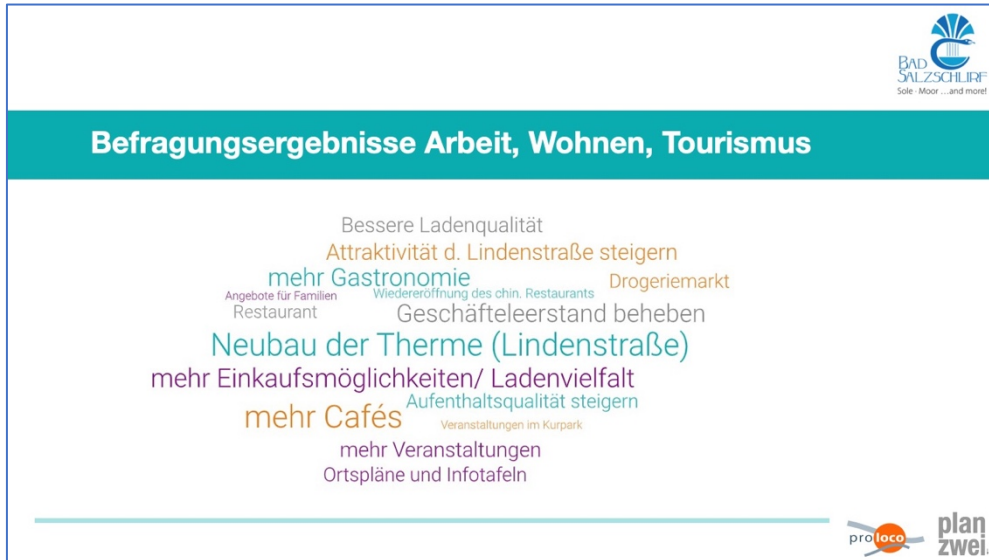 BAD
SALZSCHLIRF
Sole · Moor ...and more!
Befragungsergebnisse Arbeit, Wohnen, Tourismus
Bessere Ladenqualität
Attraktivität d. Lindenstraße steigern
mehr Gastronomie
Drogeriemarkt
Angebote für Familien
Wiedereröffnung des chin. Restaurants
Restaurant
Geschäfteleerstand beheben
Neubau der Therme (Lindenstraße)
mehr Einkaufsmöglichkeiten/ Ladenvielfalt
Aufenthaltsqualität steigern
mehr Cafés
Veranstaltungen im Kurpark
mehr Veranstaltungen
Ortspläne und Infotafeln
proloco
plan
zwei